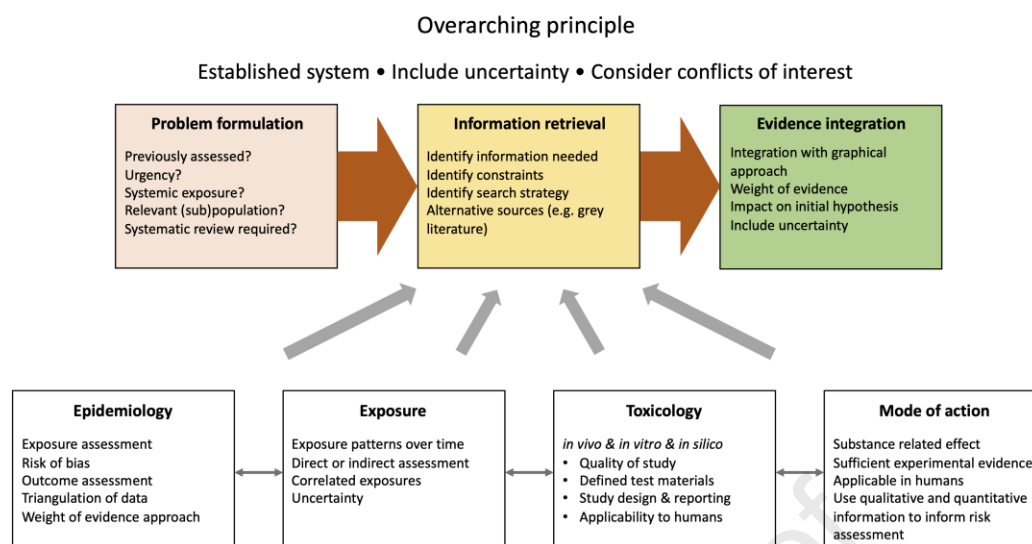 Overarching principle
Established system • Include uncertainty • Consider conflicts of interest
Problem formulation
Previously assessed?
Urgency?
Systemic exposure?
Relevant (sub)population?
Systematic review required?
Information retrieval
Identify information needed
Identify constraints
Identify search strategy
Alternative sources (e.g. grey
literature)
Evidence integration
Integration with graphical
approach
Weight of evidence
Impact on initial hypothesis
Include uncertainty
Epidemiology
Exposure assessment
Risk of bias
Outcome assessment
Triangulation of data
Weight of evidence approach
Exposure
Exposure patterns over time
Direct or indirect assessment
Correlated exposures
Uncertainty
Toxicology
in vivo & in vitro & in silico
• Quality of study
• Defined test materials
• Study design & reporting
• Applicability to humans
Mode of action
Substance related effect
Sufficient experimental evidence
Applicable in humans
Use qualitative and quantitative
information to inform risk
assessment